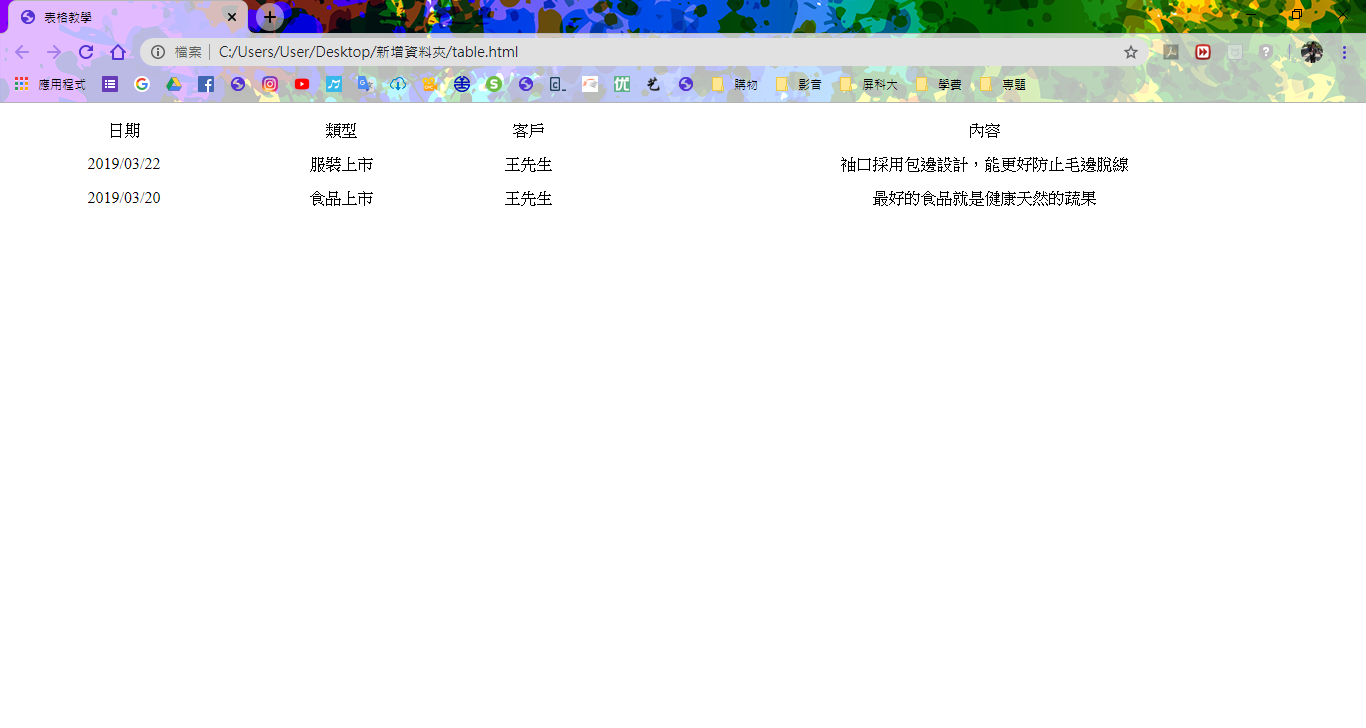 表格教學
檔案 C:/Users/User/Desktop/新增資料夾/table.html
應用程式 購物 影音 屏科大 學費 專題
日期 類型 客戶 內容
2019/03/22 服裝上市 王先生 袖口採用包邊設計，能更好防止毛邊脫線
2019/03/20 食品上市 王先生 最好的食品就是健康天然的蔬果